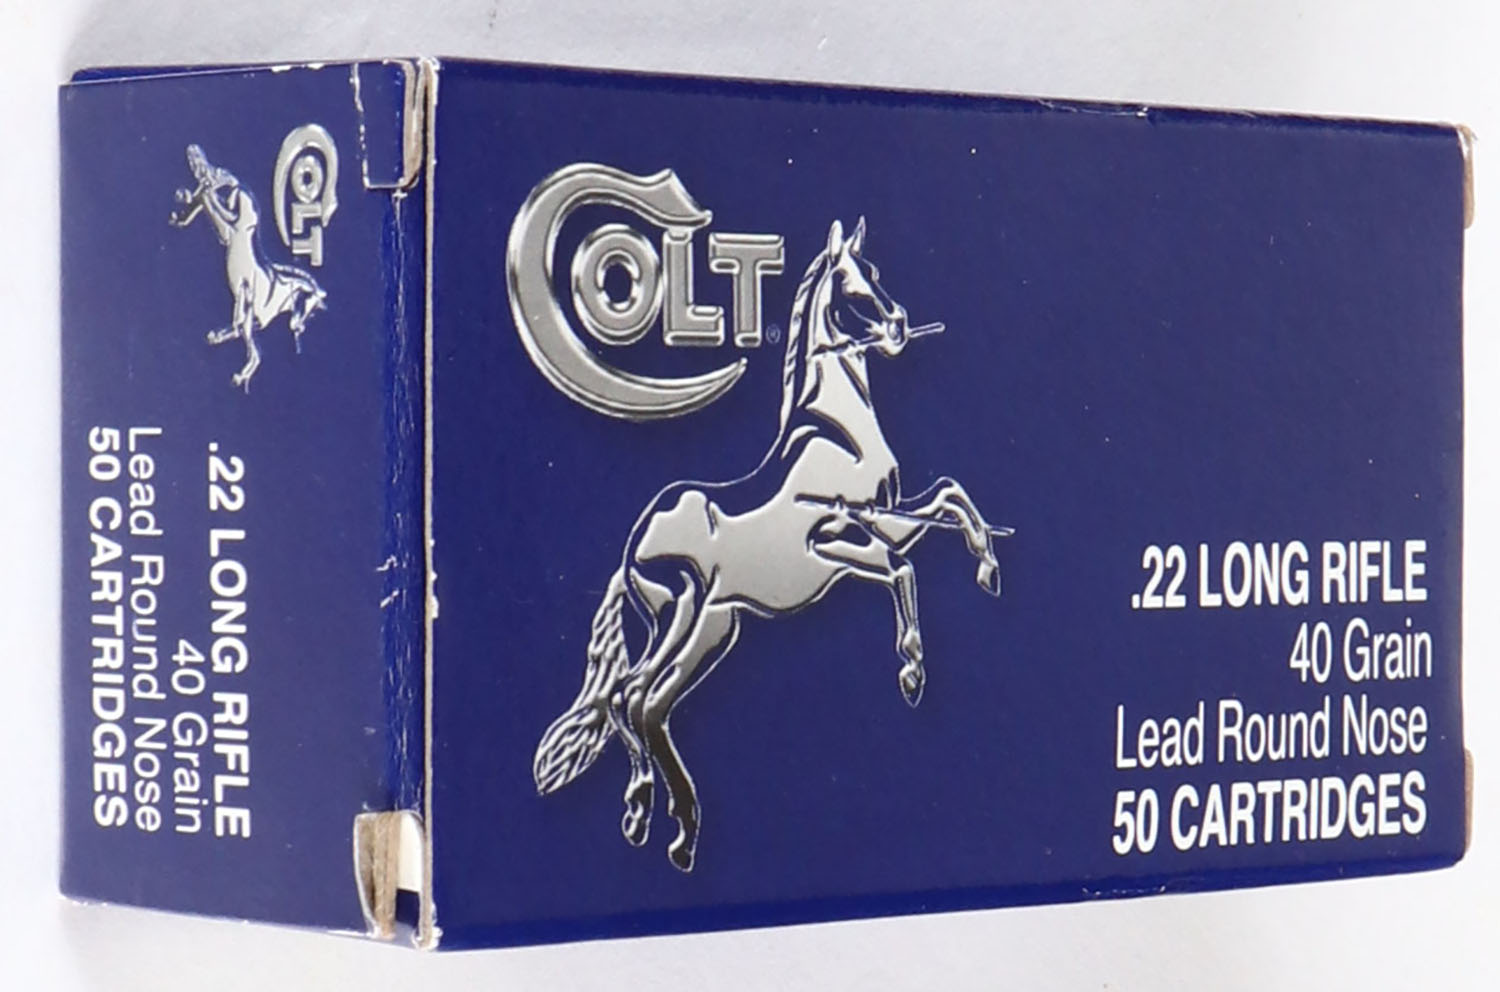 COLT®
.22 LONG RIFLE
40 Grain
Lead Round Nose
50 CARTRIDGES
COLT
.22 LONG RIFLE
40 Grain
Lead Round Nose
50 CARTRIDGES